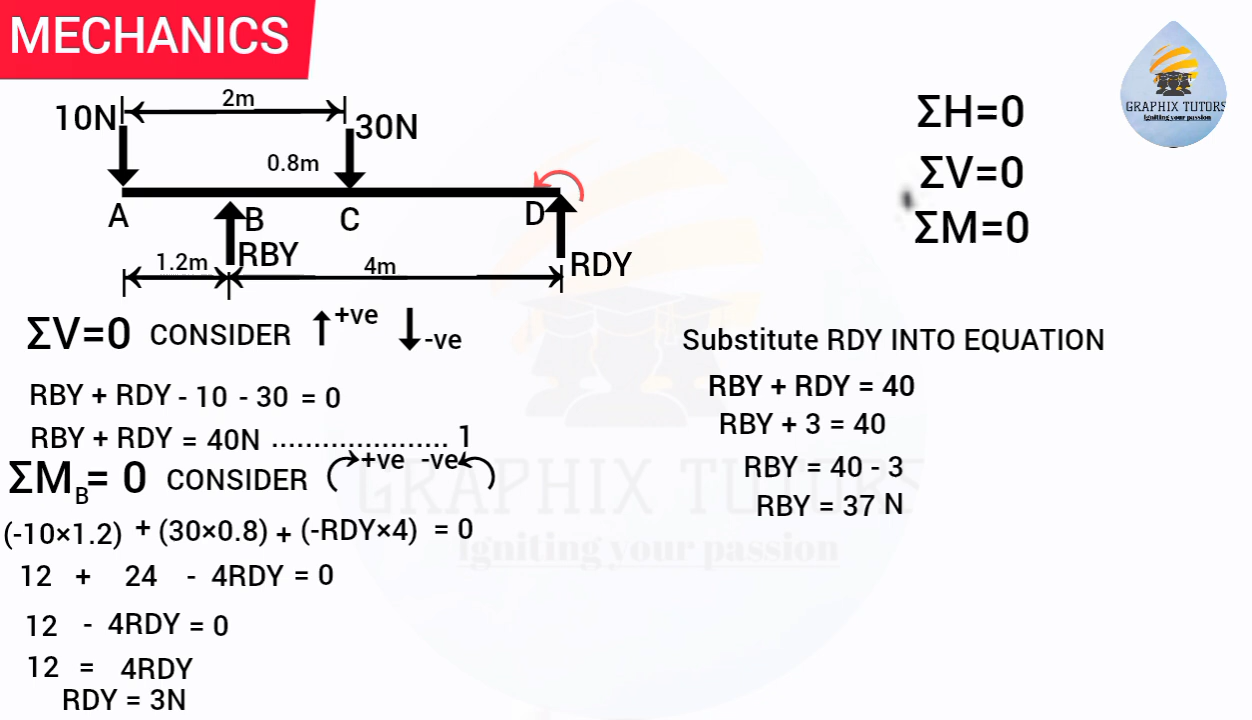 MECHANICS
GRAPHIX TUTORS
igniting your passion
2m
10N
30N
0.8m
A
B
C
D
RBY
RDY
1.2m
4m
ΣH=0
ΣV=0
ΣM=0
ΣV=0 CONSIDER +ve -ve
RBY + RDY - 10 - 30 = 0
RBY + RDY = 40N ..................... 1
ΣMB= 0 CONSIDER +ve -ve
(-10×1.2) + (30×0.8) + (-RDY×4) = 0
12 + 24 - 4RDY = 0
12 - 4RDY = 0
12 = 4RDY
RDY = 3N
Substitute RDY INTO EQUATION
RBY + RDY = 40
RBY + 3 = 40
RBY = 40 - 3
RBY = 37 N
GRAPHIX TUTORS
igniting your passion